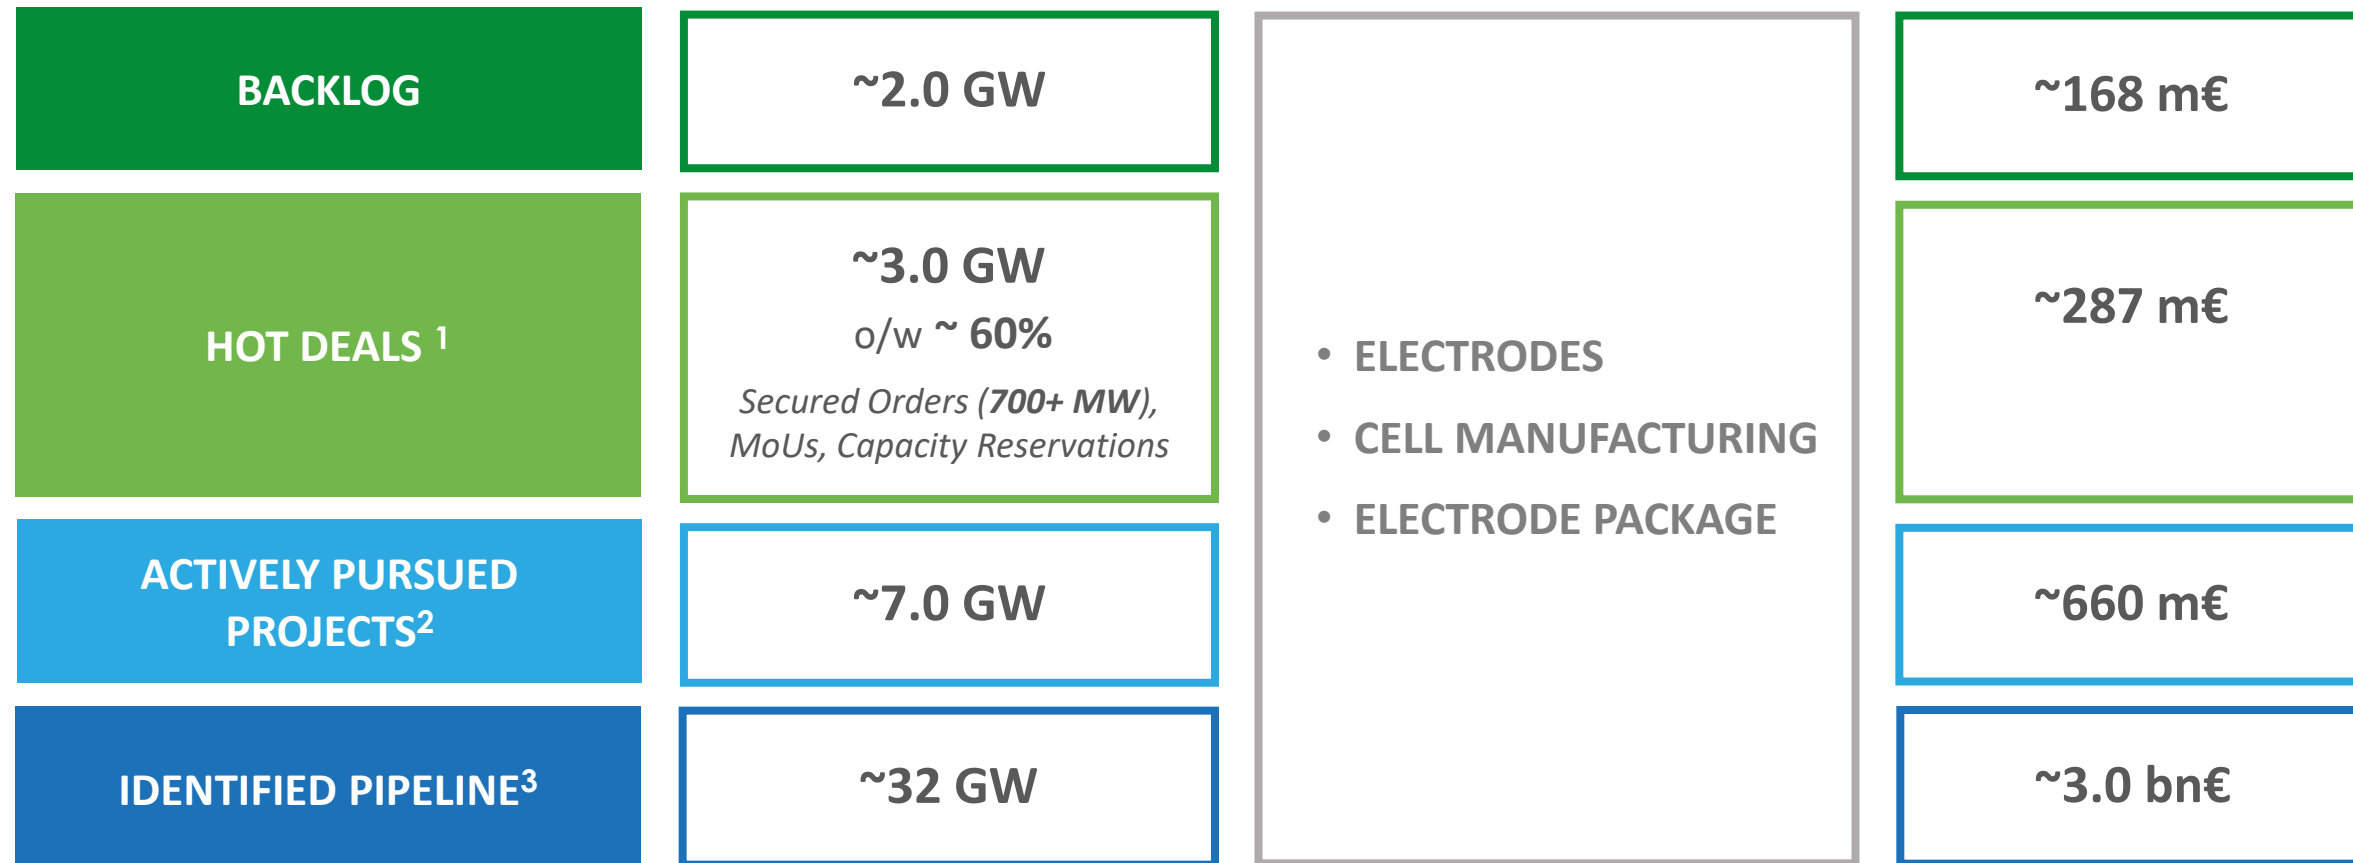 BACKLOG
~2.0 GW
~168 m€
HOT DEALS 1
~3.0 GW
o/w ~ 60%
Secured Orders (700+ MW),
MoUs, Capacity Reservations
~287 m€
• ELECTRODES
• CELL MANUFACTURING
• ELECTRODE PACKAGE
ACTIVELY PURSUED
PROJECTS2
~7.0 GW
~660 m€
IDENTIFIED PIPELINE3
~32 GW
~3.0 bn€